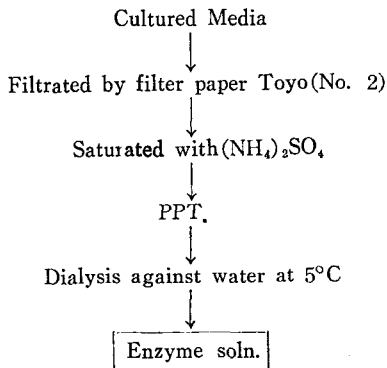 Cultured Media
Filtrated by filter paper Toyo(No. 2)
Saturated with(NH₄)₂SO₄
PPT.
Dialysis against water at 5°C
Enzyme soln.